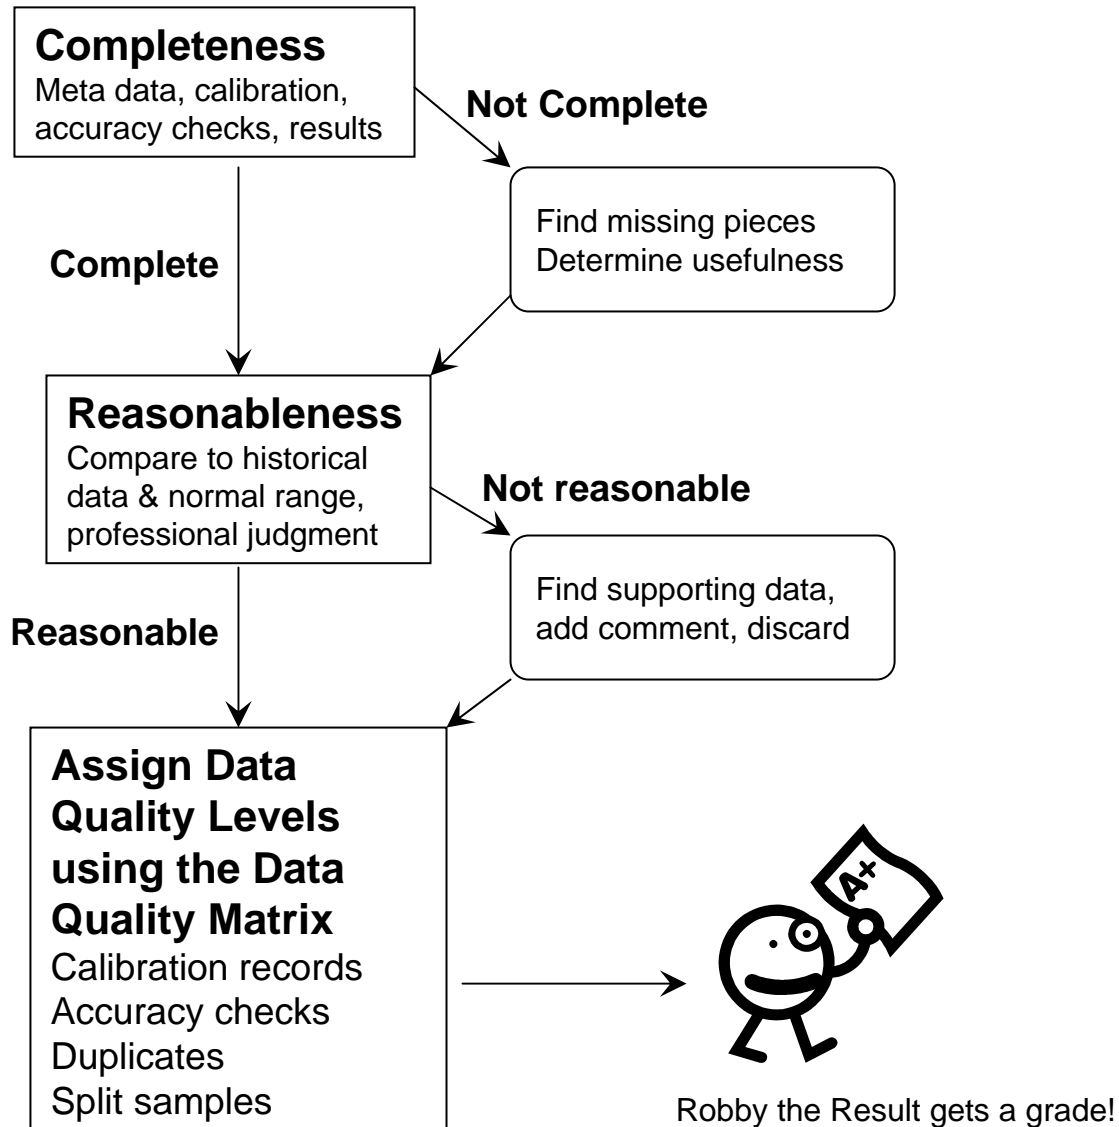 Completeness
Meta data, calibration,
accuracy checks, results
Not Complete
Find missing pieces
Determine usefulness
Complete
Reasonableness
Compare to historical
data & normal range,
professional judgment
Not reasonable
Find supporting data,
add comment, discard
Reasonable
Assign Data
Quality Levels
using the Data
Quality Matrix
Calibration records
Accuracy checks
Duplicates
Split samples
A+
Robby the Result gets a grade!